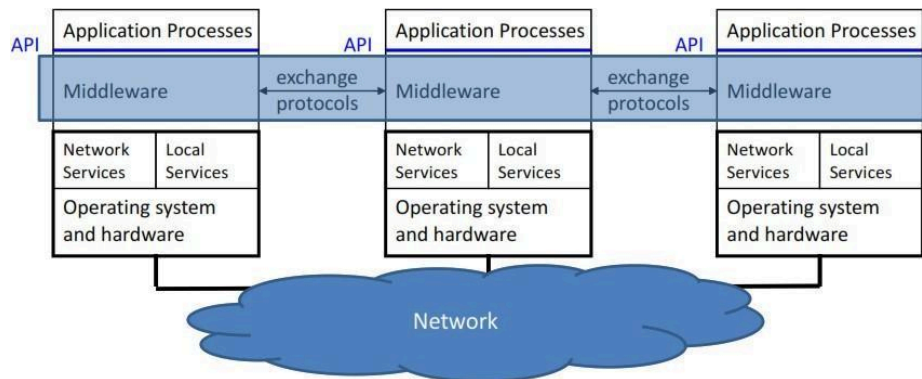 API Application Processes API Application Processes API Application Processes
Middleware exchange protocols Middleware exchange protocols Middleware
Network Services Local Services Network Services Local Services Network Services Local Services
Operating system and hardware Operating system and hardware Operating system and hardware
Network